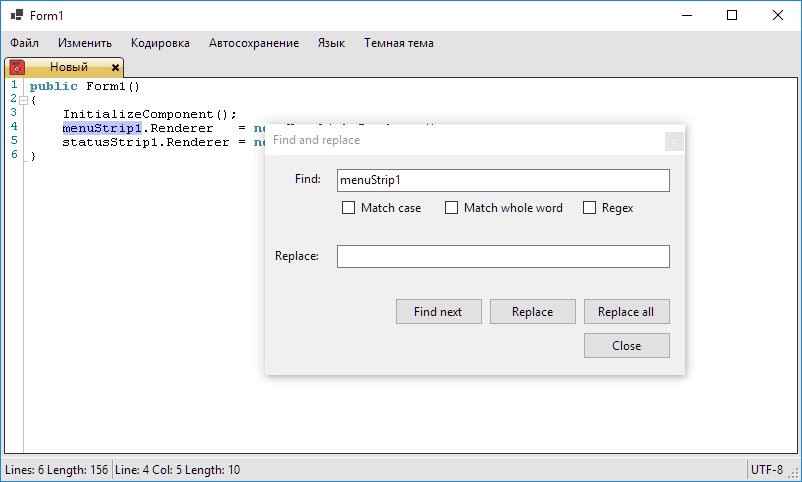 Form1
Файл Изменить Кодировка Автосохранение Язык Темная тема
Новый
1 public Form1()
2 {
3 InitializeComponent();
4 menuStrip1.Renderer =
5 statusStrip1.Renderer =
6 }
Find and replace
Find: menuStrip1
Match case Match whole word Regex
Replace:
Find next Replace Replace all
Close
Lines: 6 Length: 156 Line: 4 Col: 5 Length: 10 UTF-8